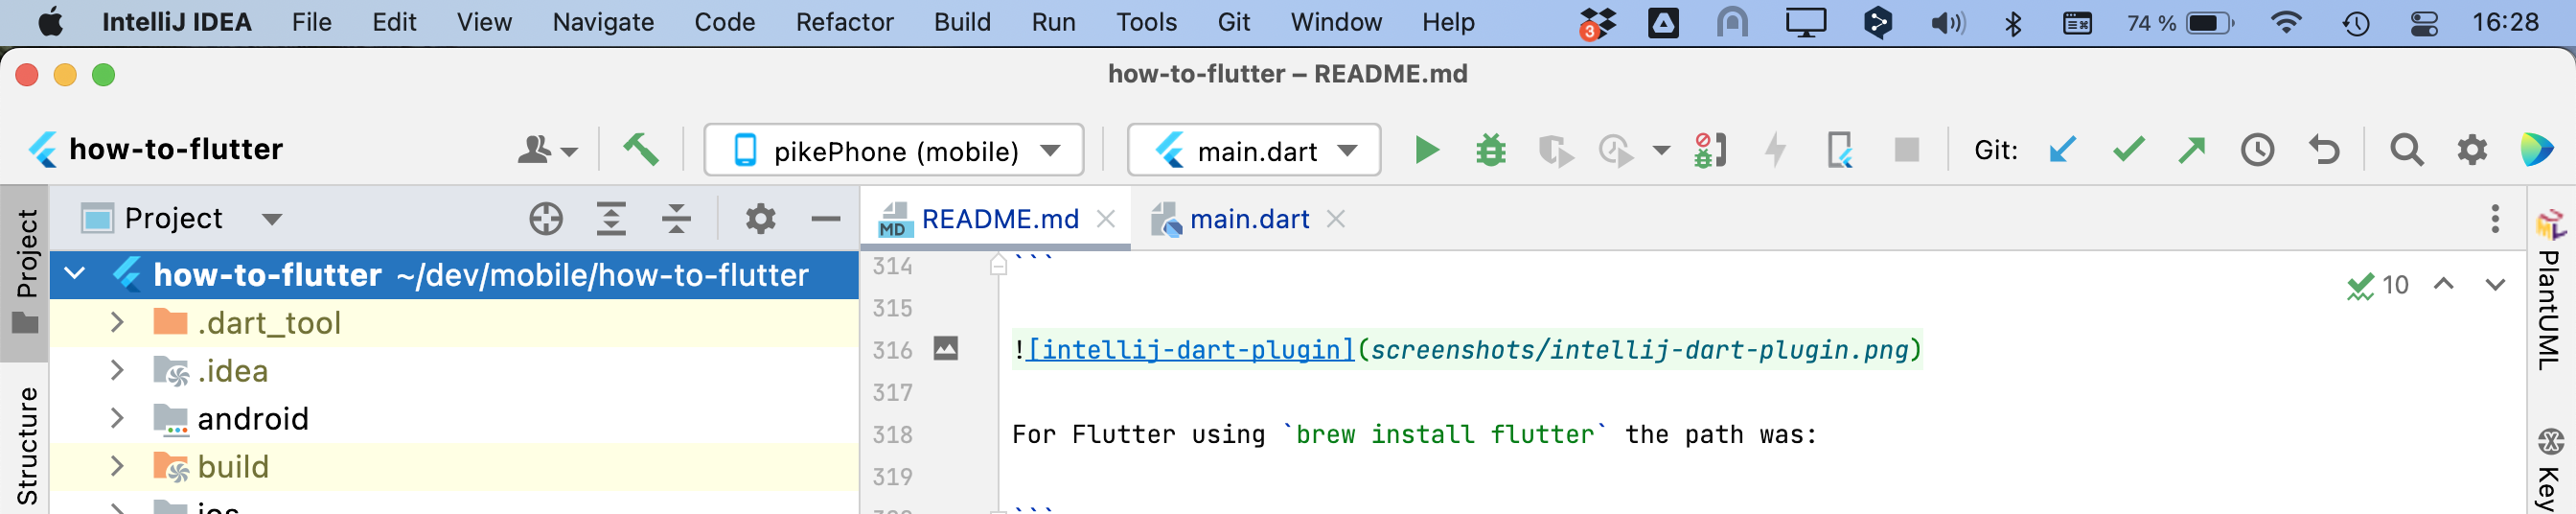 IntelliJ IDEA File Edit View Navigate Code Refactor Build Run Tools Git Window Help 3 74 % 16:28
how-to-flutter – README.md
how-to-flutter pikePhone (mobile) main.dart Git:
Project README.md main.dart
MD
Project
Structure
how-to-flutter ~/dev/mobile/how-to-flutter
.dart_tool
.idea
android
build
ios
314 ```
315
316 ![intellij-dart-plugin](screenshots/intellij-dart-plugin.png)
317
318 For Flutter using `brew install flutter` the path was:
319
```
10
PlantUML
Key